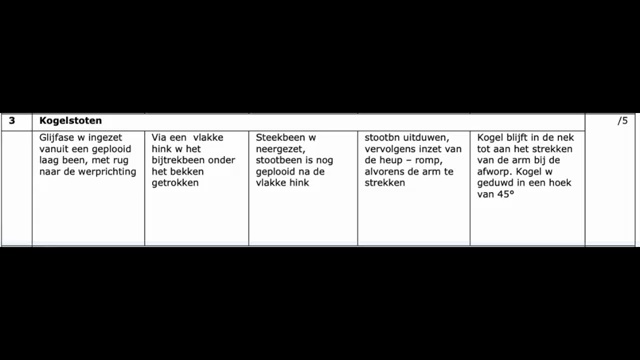 3 Kogelstoten /5
Glijfase w ingezet
vanuit een geplooid
laag been, met rug
naar de werprichting
Via een vlakke
hink w het
bijtrekbeen onder
het bekken
getrokken
Steekbeen w
neergezet,
stootbeen is nog
geplooid na de
vlakke hink
stootbn uitduwen,
vervolgens inzet van
de heup – romp,
alvorens de arm te
strekken
Kogel blijft in de nek
tot aan het strekken
van de arm bij de
afworp. Kogel w
geduwd in een hoek
van 45°